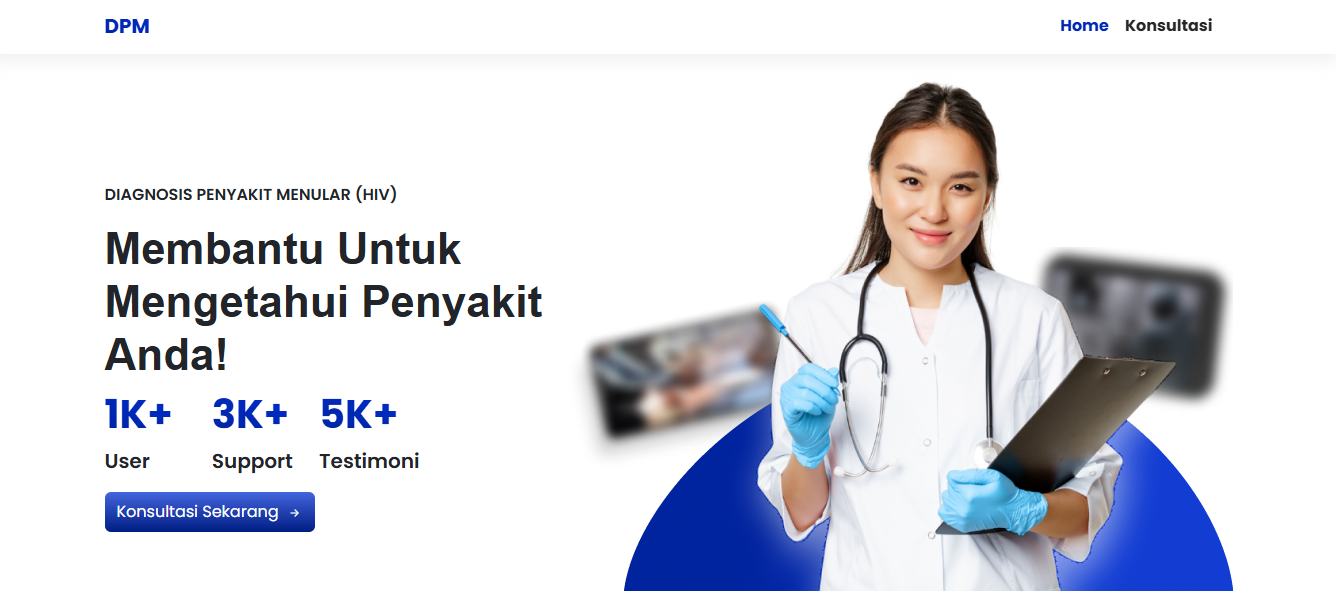 DPM
Home Konsultasi
DIAGNOSIS PENYAKIT MENULAR (HIV)
Membantu Untuk
Mengetahui Penyakit
Anda!
1K+ 3K+ 5K+
User Support Testimoni
Konsultasi Sekarang →